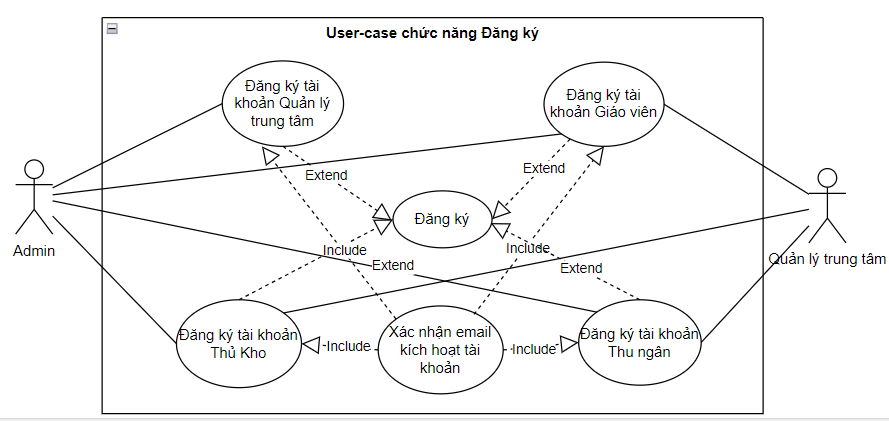 User-case chức năng Đăng ký
Đăng ký tài
khoản Quản lý
trung tâm
Đăng ký tài
khoản Giáo viên
Extend
Extend
Đăng ký
Admin
Include
Include
Quản lý trung tâm
Extend
Extend
Đăng ký tài khoản
Thủ Kho
Include
Xác nhận email
kích hoạt tài
khoản
Include
Đăng ký tài khoản
Thu ngân